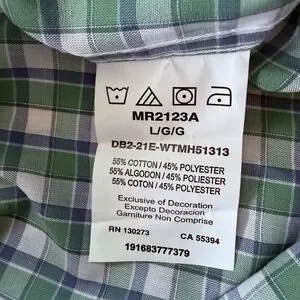 MR2123A
L/G/G
DB2-21E-WTMH51313
55% COTTON / 45% POLYESTER
55% ALGODON / 45% POLIESTER
55% COTON / 45% POLYESTER
Exclusive of Decoration
Excepto Decoracion
Garniture Non Comprise
RN 130273 CA 55394
191683777379